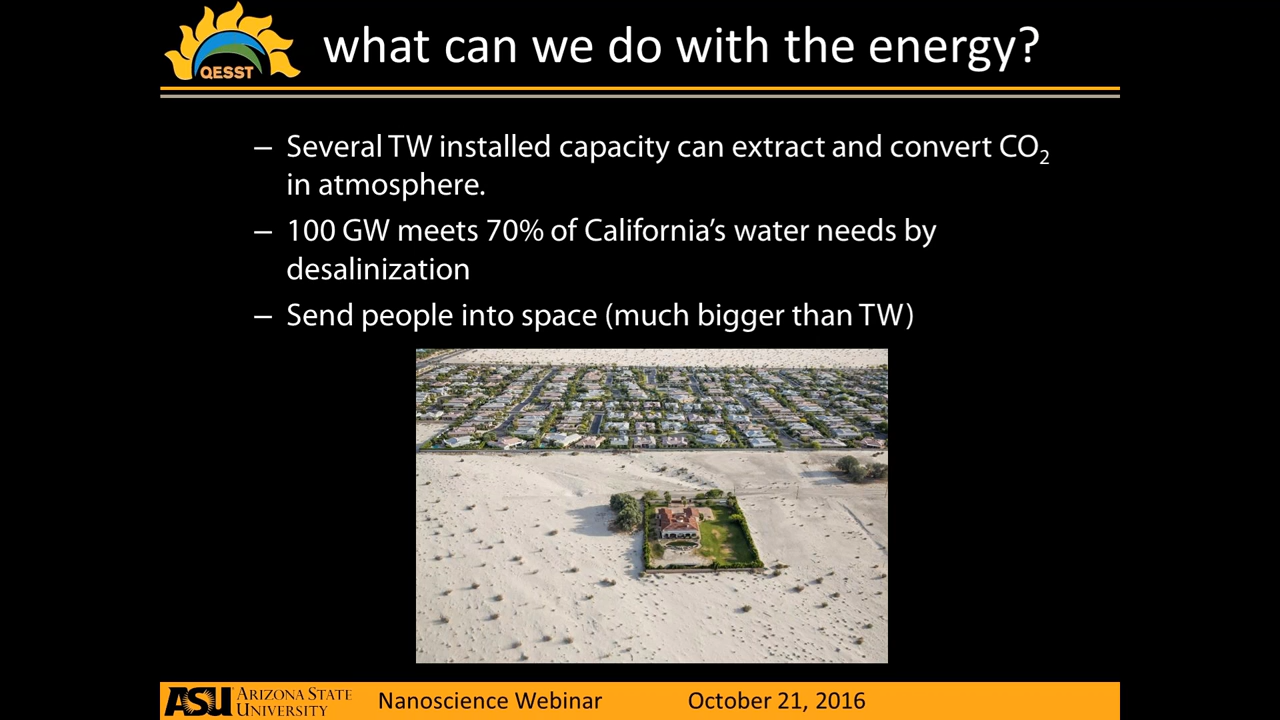 QESST
what can we do with the energy?
– Several TW installed capacity can extract and convert CO₂
in atmosphere.
– 100 GW meets 70% of California’s water needs by
desalinization
– Send people into space (much bigger than TW)
ASU ARIZONA STATE
UNIVERSITY
Nanoscience Webinar
October 21, 2016